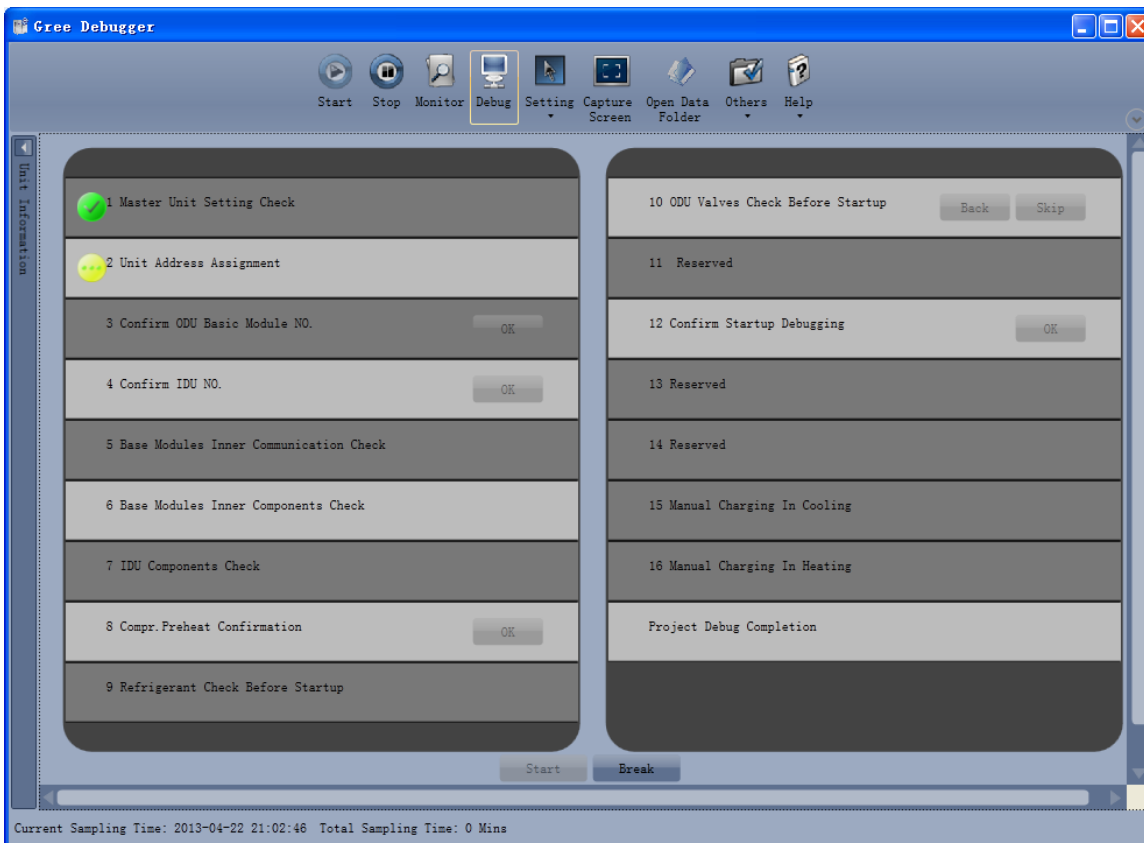 Gree Debugger
Start Stop Monitor Debug Setting Capture Screen Open Data Folder Others Help
Unit Information
1 Master Unit Setting Check
2 Unit Address Assignment
3 Confirm ODU Basic Module NO. OK
4 Confirm IDU NO. OK
5 Base Modules Inner Communication Check
6 Base Modules Inner Components Check
7 IDU Components Check
8 Compr.Preheat Confirmation OK
9 Refrigerant Check Before Startup
10 ODU Valves Check Before Startup Back Skip
11 Reserved
12 Confirm Startup Debugging OK
13 Reserved
14 Reserved
15 Manual Charging In Cooling
16 Manual Charging In Heating
Project Debug Completion
Start Break
Current Sampling Time: 2013-04-22 21:02:46 Total Sampling Time: 0 Mins